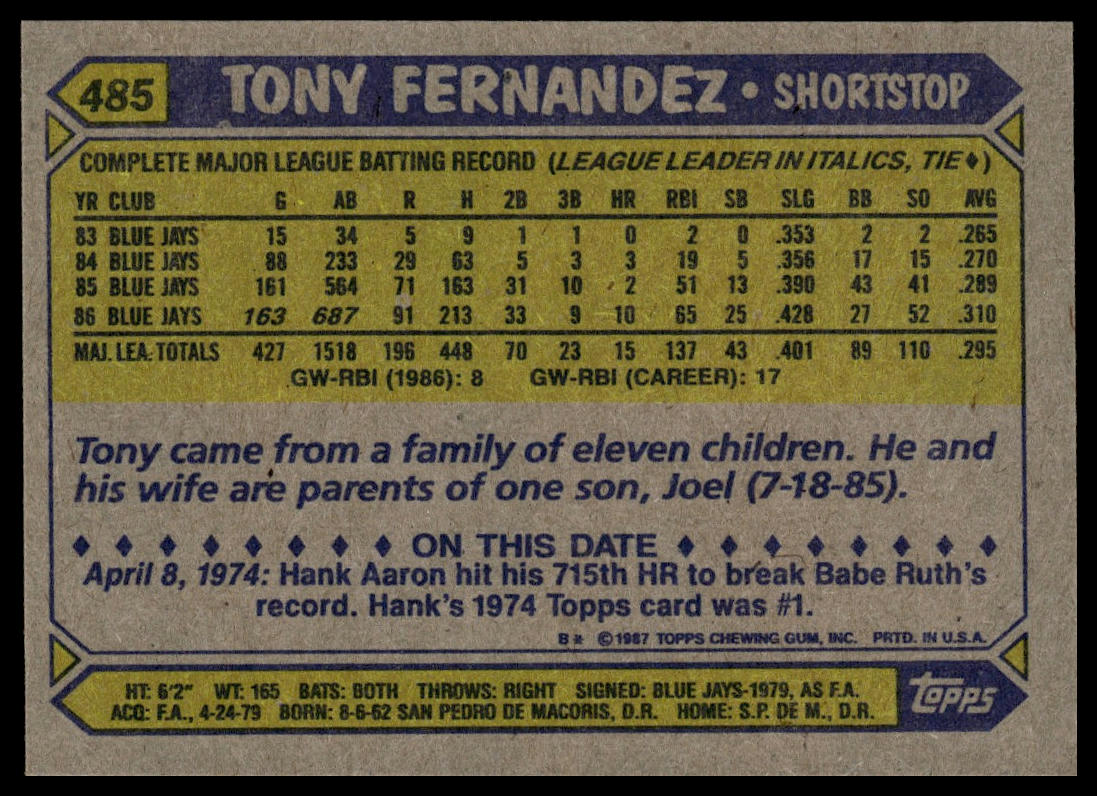 485 TONY FERNANDEZ • SHORTSTOP
COMPLETE MAJOR LEAGUE BATTING RECORD (LEAGUE LEADER IN ITALICS, TIE♦)
YR CLUB G AB R H 2B 3B HR RBI SB SLG BB SO AVG
83 BLUE JAYS 15 34 5 9 1 1 0 2 0 .353 2 2 .265
84 BLUE JAYS 88 233 29 63 5 3 3 19 5 .356 17 15 .270
85 BLUE JAYS 161 564 71 163 31 10 2 51 13 .390 43 41 .289
86 BLUE JAYS 163 687 91 213 33 9 10 65 25 .428 27 52 .310
MAJ. LEA. TOTALS 427 1518 196 448 70 23 15 137 43 .401 89 110 .295
GW-RBI (1986): 8 GW-RBI (CAREER): 17
Tony came from a family of eleven children. He and
his wife are parents of one son, Joel (7-18-85).
♦ ♦ ♦ ♦ ♦ ♦ ♦ ♦ ON THIS DATE ♦ ♦ ♦ ♦ ♦ ♦ ♦ ♦
April 8, 1974: Hank Aaron hit his 715th HR to break Babe Ruth's
record. Hank's 1974 Topps card was #1.
B* ©1987 TOPPS CHEWING GUM, INC. PRTD. IN U.S.A.
HT: 6'2" WT: 165 BATS: BOTH THROWS: RIGHT SIGNED: BLUE JAYS-1979, AS F.A.
ACQ: F.A., 4-24-79 BORN: 8-6-62 SAN PEDRO DE MACORIS, D.R. HOME: S.P. DE M., D.R.
TOPPS